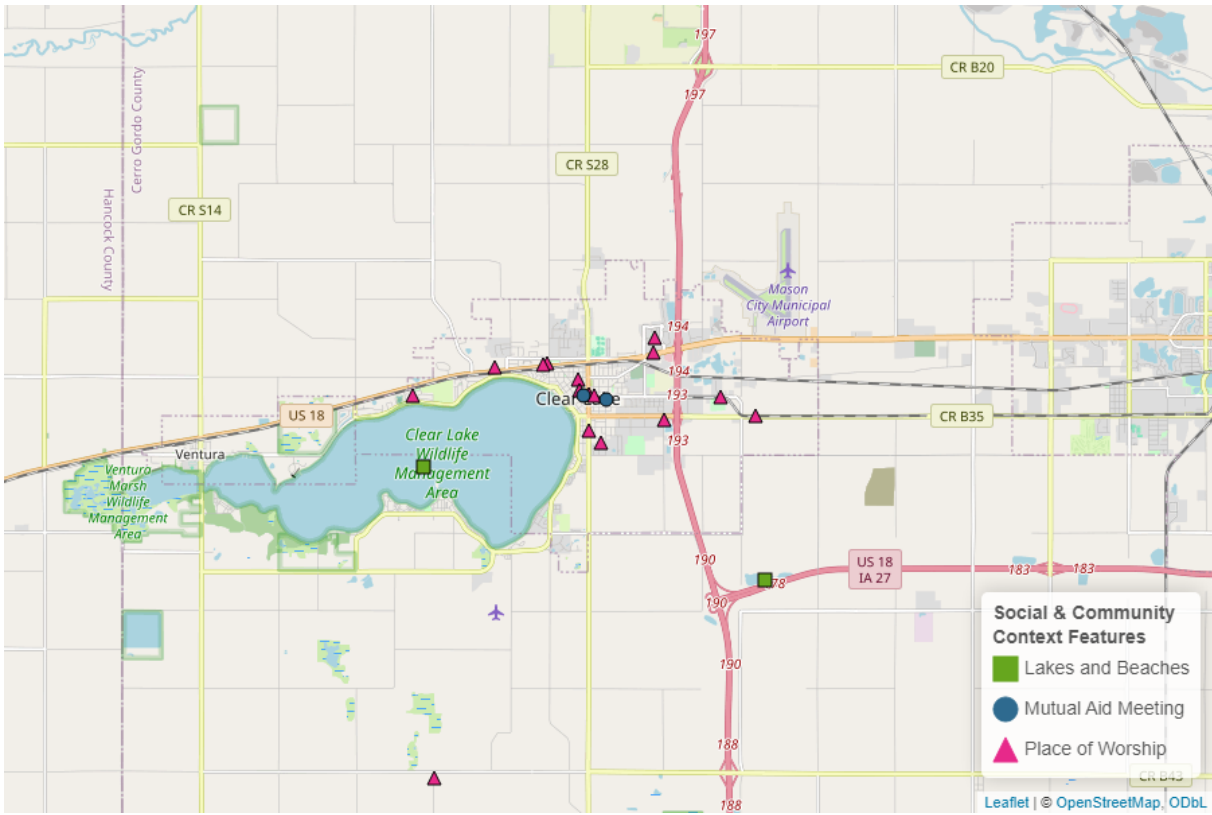 197
CR B20
197
Cerro Gordo County
CR S28
Hancock County
CR S14
Mason
City Municipal
Airport
194
194
193
Clear Lake
US 18
CR B35
193
Clear Lake
Wildlife
Management
Area
Ventura
Ventura
Marsh
Wildlife
Management
Area
190
US 18
IA 27
183
183
78
190
190
188
188
CR B43
Social & Community
Context Features
Lakes and Beaches
Mutual Aid Meeting
Place of Worship
Leaflet | © OpenStreetMap, ODbL